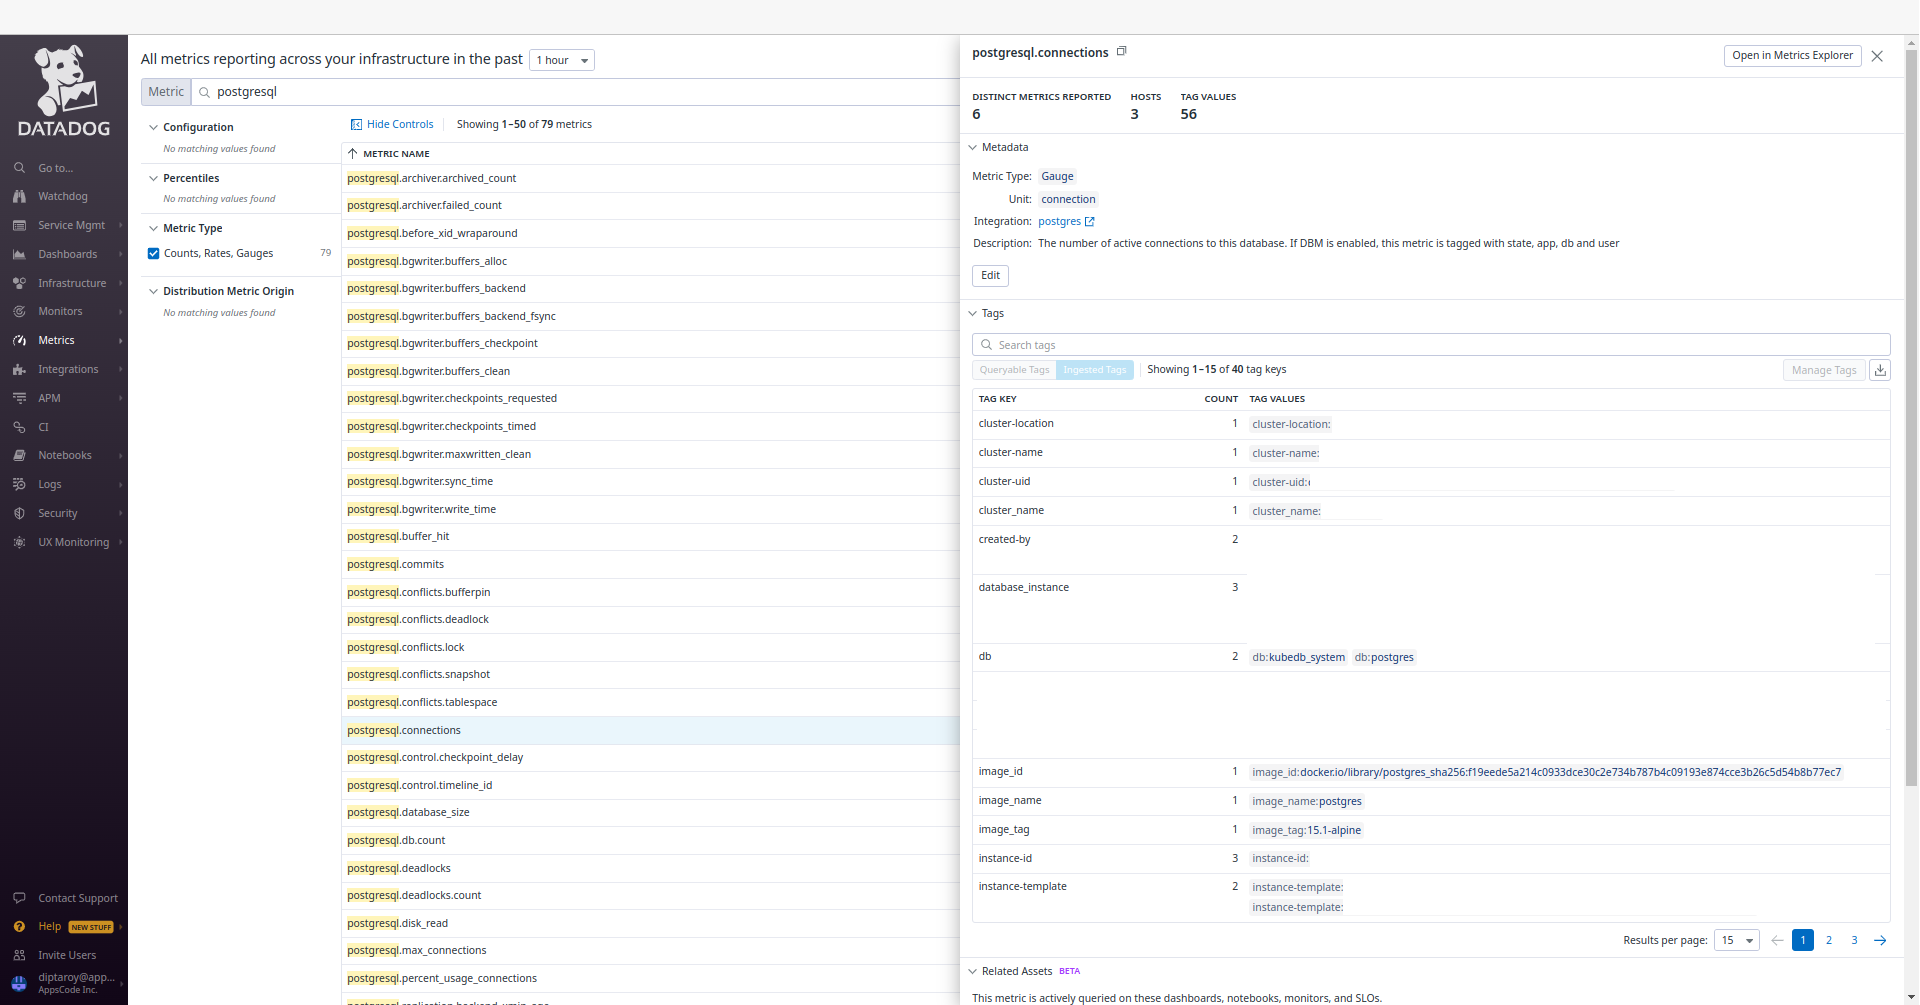 DATADOG
Go to...
Watchdog
Service Mgmt
Dashboards
Infrastructure
Monitors
Metrics
Integrations
APM
CI
Notebooks
Logs
Security
UX Monitoring
Contact Support
Help NEW STUFF
Invite Users
diptaroy@app...
AppsCode Inc.
All metrics reporting across your infrastructure in the past 1 hour
Metric postgresql
Configuration
No matching values found
Percentiles
No matching values found
Metric Type
Counts, Rates, Gauges 79
Distribution Metric Origin
No matching values found
Hide Controls Showing 1–50 of 79 metrics
METRIC NAME
postgresql.archiver.archived_count
postgresql.archiver.failed_count
postgresql.before_xid_wraparound
postgresql.bgwriter.buffers_alloc
postgresql.bgwriter.buffers_backend
postgresql.bgwriter.buffers_backend_fsync
postgresql.bgwriter.buffers_checkpoint
postgresql.bgwriter.buffers_clean
postgresql.bgwriter.checkpoints_requested
postgresql.bgwriter.checkpoints_timed
postgresql.bgwriter.maxwritten_clean
postgresql.bgwriter.sync_time
postgresql.bgwriter.write_time
postgresql.buffer_hit
postgresql.commits
postgresql.conflicts.bufferpin
postgresql.conflicts.deadlock
postgresql.conflicts.lock
postgresql.conflicts.snapshot
postgresql.conflicts.tablespace
postgresql.connections
postgresql.control.checkpoint_delay
postgresql.control.timeline_id
postgresql.database_size
postgresql.db.count
postgresql.deadlocks
postgresql.deadlocks.count
postgresql.disk_read
postgresql.max_connections
postgresql.percent_usage_connections
postgresql.connections
Open in Metrics Explorer
DISTINCT METRICS REPORTED HOSTS TAG VALUES
6 3 56
Metadata
Metric Type: Gauge
Unit: connection
Integration: postgres
Description: The number of active connections to this database. If DBM is enabled, this metric is tagged with state, app, db and user
Edit
Tags
Search tags
Queryable Tags Ingested Tags Showing 1–15 of 40 tag keys Manage Tags
TAG KEY COUNT TAG VALUES
cluster-location 1 cluster-location:
cluster-name 1 cluster-name:
cluster-uid 1 cluster-uid:
cluster_name 1 cluster_name:
created-by 2
database_instance 3
db 2 db:kubedb_system db:postgres
image_id 1 image_id:docker.io/library/postgres_sha256:f19eede5a214c0933dce30c2e734b787b4c09193e874cce3b26c5d54b8b77ec7
image_name 1 image_name:postgres
image_tag 1 image_tag:15.1-alpine
instance-id 3 instance-id:
instance-template 2 instance-template:
instance-template:
Results per page: 15 1 2 3
Related Assets BETA
This metric is actively queried on these dashboards, notebooks, monitors, and SLOs.